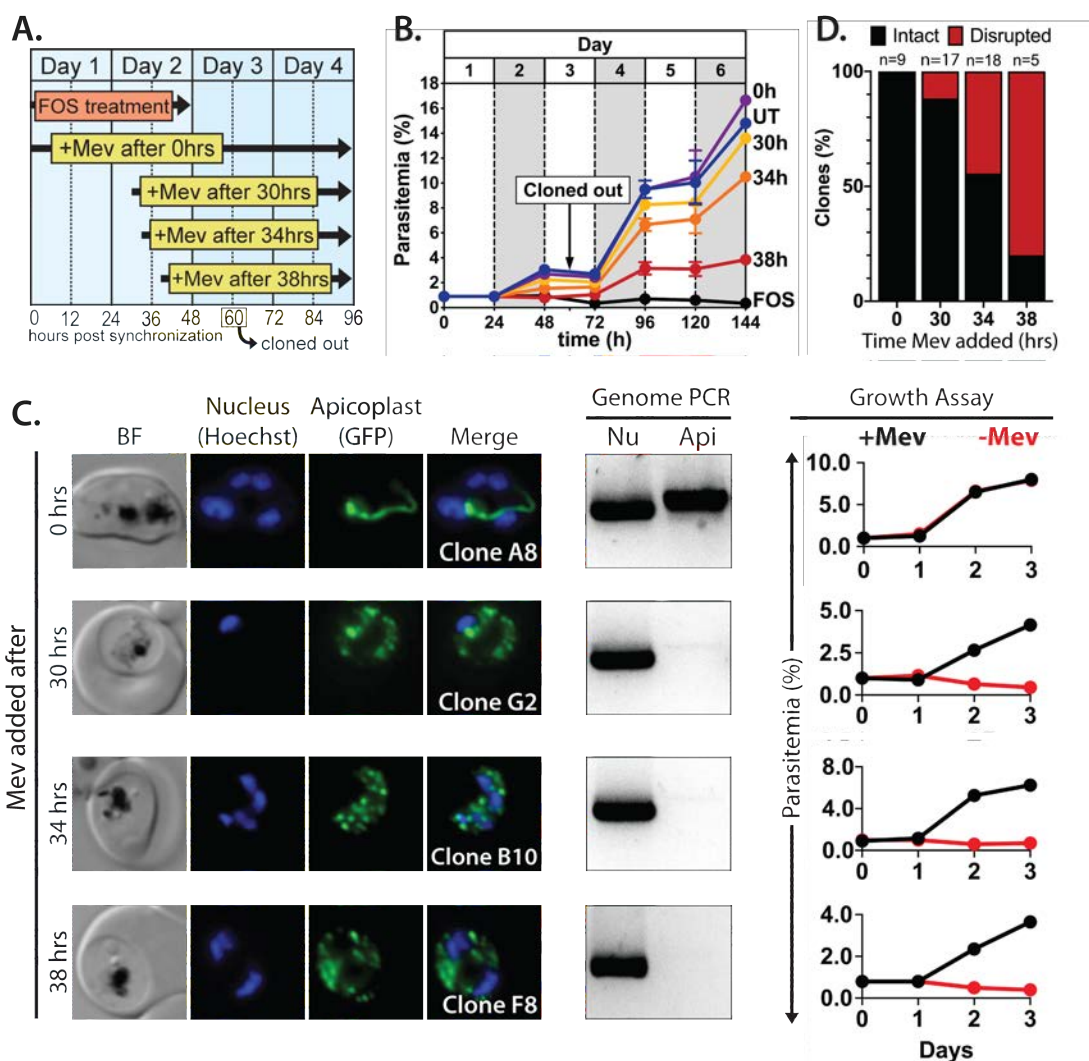 A.
Day 1 Day 2 Day 3 Day 4
FOS treatment
+Mev after 0hrs
+Mev after 30hrs
+Mev after 34hrs
+Mev after 38hrs
0 12 24 36 48 60 72 84 96
hours post synchronization
cloned out
B.
Day
1 2 3 4 5 6
Parasitemia (%)
18
16
14
12
10
8
6
4
2
0
Cloned out
0h
UT
30h
34h
38h
FOS
0 24 48 72 96 120 144
time (h)
D.
Intact Disrupted
n=9 n=17 n=18 n=5
Clones (%)
100
50
0
0 30 34 38
Time Mev added (hrs)
C.
BF
Nucleus
(Hoechst)
Apicoplast
(GFP)
Merge
Genome PCR
Nu Api
Growth Assay
+Mev -Mev
Mev added after
0 hrs
Clone A8
30 hrs
Clone G2
34 hrs
Clone B10
38 hrs
Clone F8
Parasitemia (%)
10.0
5.0
0.0
0 1 2 3
5.0
2.5
0.0
0 1 2 3
8.0
4.0
0.0
0 1 2 3
4.0
2.0
0.0
0 1 2 3
Days